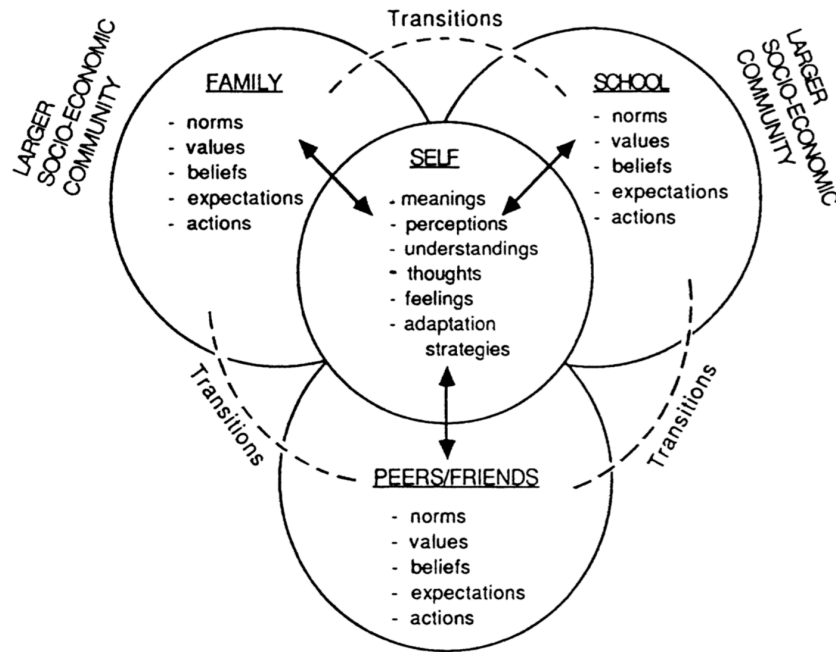 Transitions
LARGER
SOCIO-ECONOMIC
COMMUNITY
FAMILY
- norms
- values
- beliefs
- expectations
- actions
SELF
- meanings
- perceptions
- understandings
- thoughts
- feelings
- adaptation
strategies
SCHOOL
- norms
- values
- beliefs
- expectations
- actions
LARGER
SOCIO-ECONOMIC
COMMUNITY
Transitions
Transitions
PEERS/FRIENDS
- norms
- values
- beliefs
- expectations
- actions